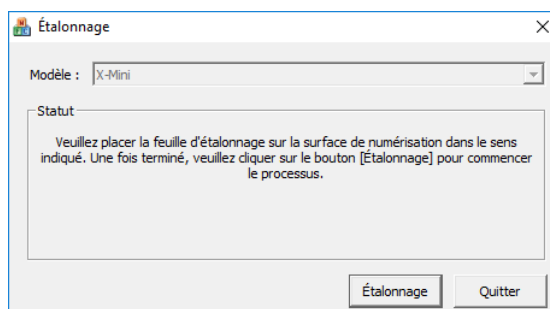 Étalonnage
Modèle : X-Mini
Statut
Veuillez placer la feuille d'étalonnage sur la surface de numérisation dans le sens
indiqué. Une fois terminé, veuillez cliquer sur le bouton [Étalonnage] pour commencer
le processus.
Étalonnage Quitter